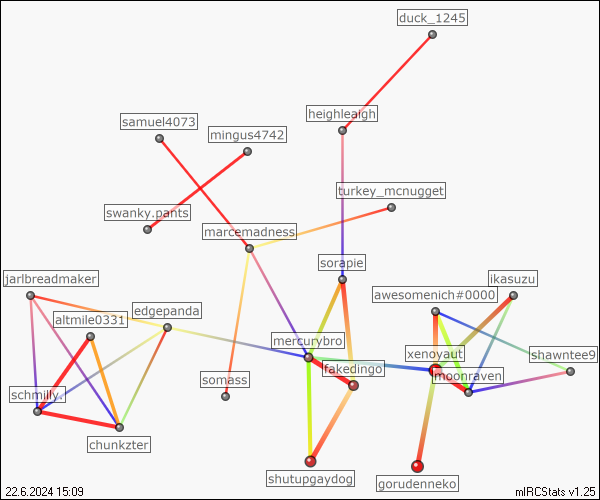 duck_1245
heighleaigh
samuel4073
mingus4742
turkey_mcnugget
swanky.pants
marcemadness
sorapie
jarlbreadmaker
ikasuzu
awesomenich#0000
edgepanda
altmile0331
mercurybro
xenoyaut
shawntee9
fakedingo
moonraven
somass
schmilly_
chunkzter
shutupgaydog
gorudenneko
22.6.2024 15:09
mIRCStats v1.25